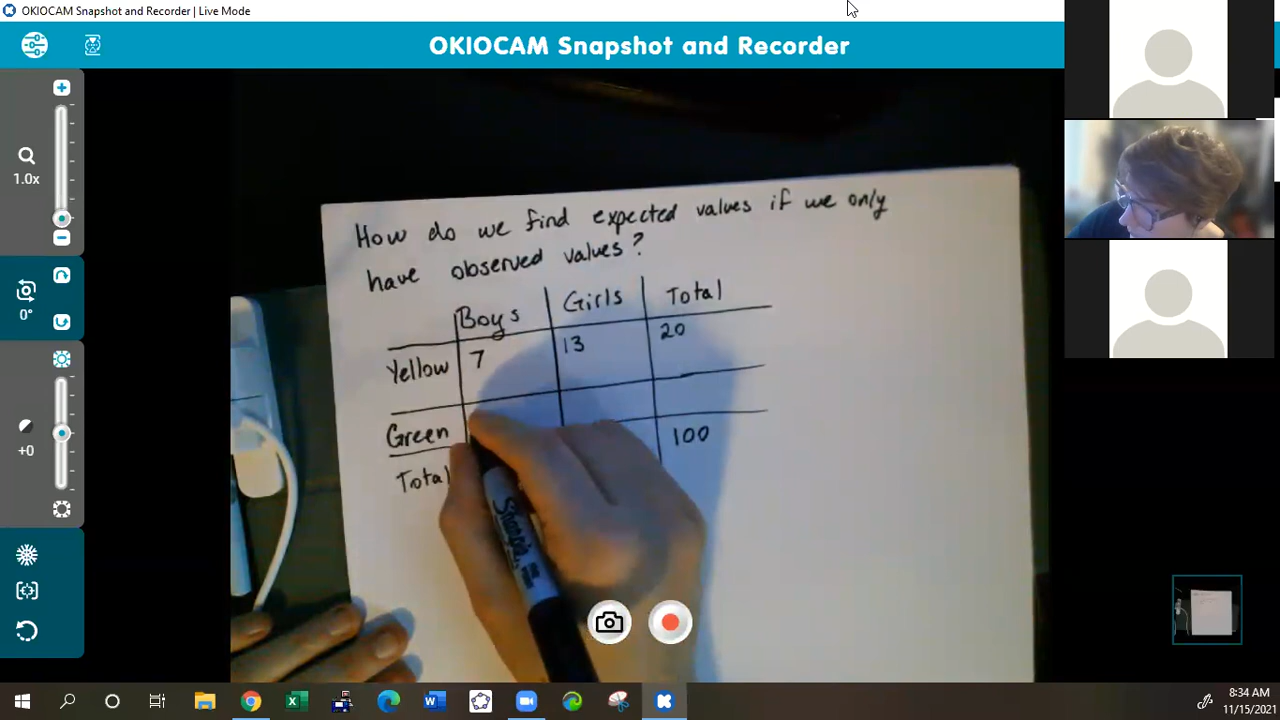 OKIOCAM Snapshot and Recorder | Live Mode
OKIOCAM Snapshot and Recorder
1.0x
0°
+0
How do we find expected values if we only
have observed values?
Boys Girls Total
Yellow 7 13 20
Green 100
Total
Sharpie
8:34 AM
11/15/2021